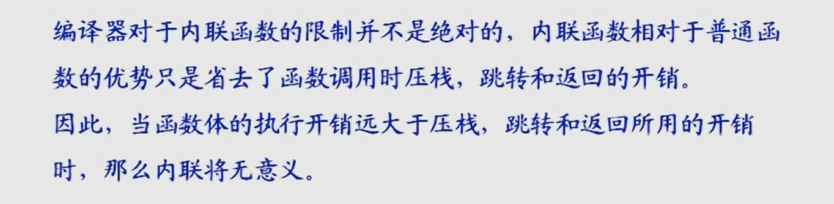 编译器对于内联函数的限制并不是绝对的，内联函数相对于普通函
数的优势只是省去了函数调用时压栈，跳转和返回的开销。
因此，当函数体的执行开销远大于压栈，跳转和返回所用的开销
时，那么内联将无意义。